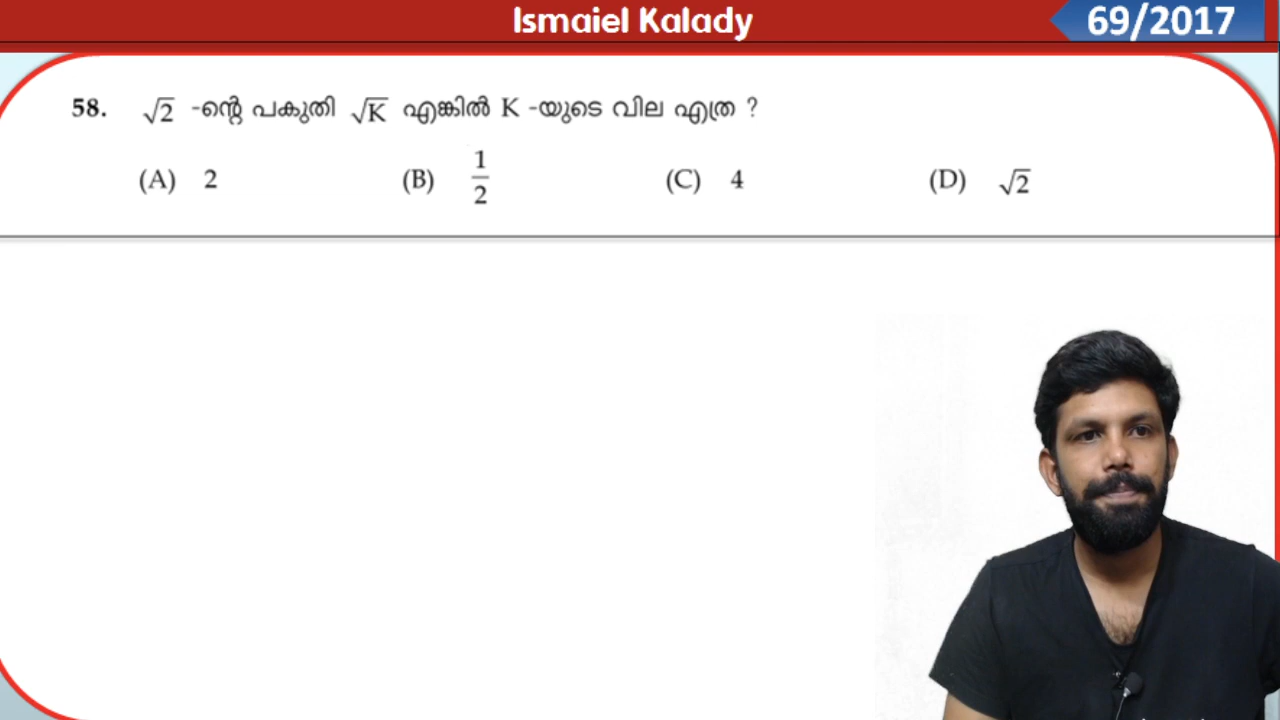 Ismaiel Kalady
69/2017
58. √2 -ന്റെ പകുതി √K എങ്കിൽ K -യുടെ വില എത്ര ?
(A) 2 (B) 1/2 (C) 4 (D) √2